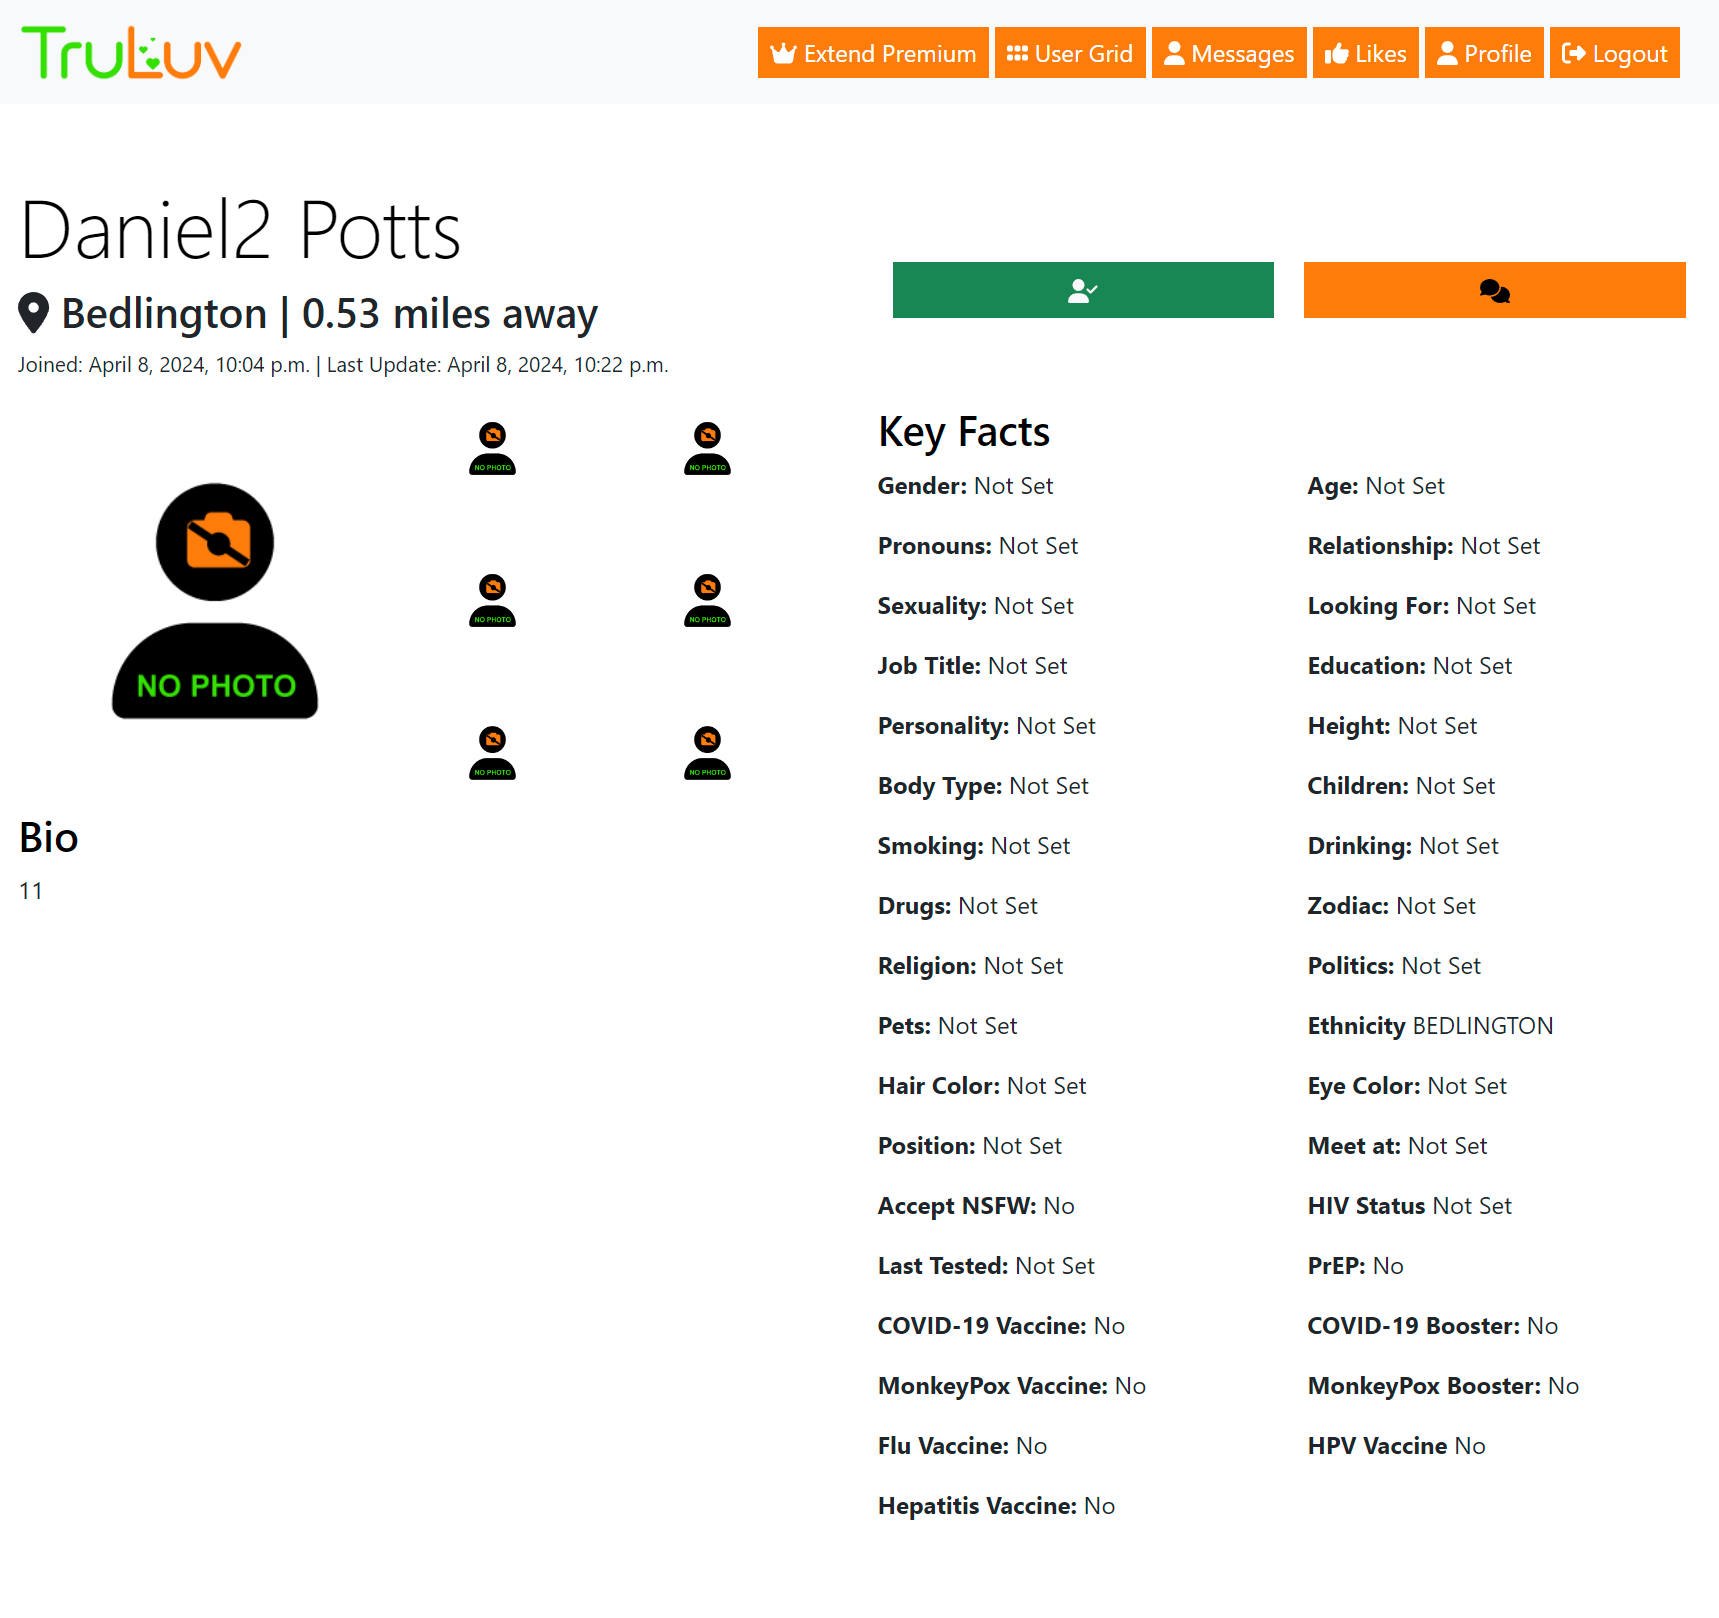 TruLuv
Extend Premium
User Grid
Messages
Likes
Profile
Logout
Daniel2 Potts
Bedlington | 0.53 miles away
Joined: April 8, 2024, 10:04 p.m. | Last Update: April 8, 2024, 10:22 p.m.
NO PHOTO
NO PHOTO
NO PHOTO
NO PHOTO
NO PHOTO
NO PHOTO
NO PHOTO
Bio
11
Key Facts
Gender: Not Set
Age: Not Set
Pronouns: Not Set
Relationship: Not Set
Sexuality: Not Set
Looking For: Not Set
Job Title: Not Set
Education: Not Set
Personality: Not Set
Height: Not Set
Body Type: Not Set
Children: Not Set
Smoking: Not Set
Drinking: Not Set
Drugs: Not Set
Zodiac: Not Set
Religion: Not Set
Politics: Not Set
Pets: Not Set
Ethnicity BEDLINGTON
Hair Color: Not Set
Eye Color: Not Set
Position: Not Set
Meet at: Not Set
Accept NSFW: No
HIV Status Not Set
Last Tested: Not Set
PrEP: No
COVID-19 Vaccine: No
COVID-19 Booster: No
MonkeyPox Vaccine: No
MonkeyPox Booster: No
Flu Vaccine: No
HPV Vaccine No
Hepatitis Vaccine: No